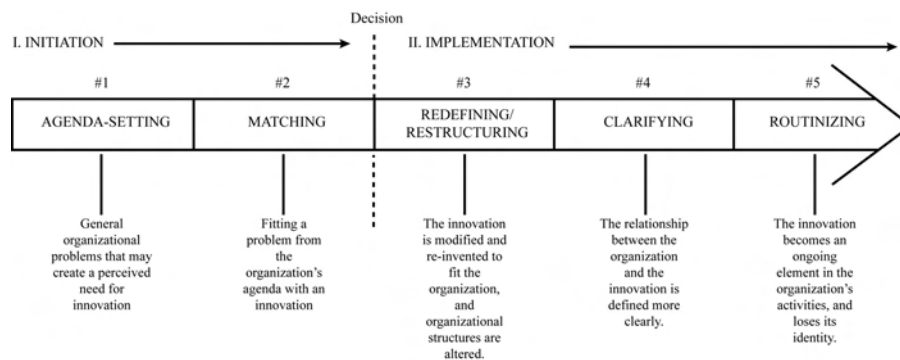 Decision
I. INITIATION
II. IMPLEMENTATION
#1
#2
#3
#4
#5
AGENDA-SETTING
MATCHING
REDEFINING/
RESTRUCTURING
CLARIFYING
ROUTINIZING
General
organizational
problems that may
create a perceived
need for
innovation
Fitting a
problem from
the
organization's
agenda with an
innovation
The innovation
is modified and
re-invented to
fit the
organization,
and
organizational
structures are
altered.
The relationship
between the
organization
and the
innovation is
defined more
clearly.
The innovation
becomes an
ongoing
element in the
organization's
activities, and
loses its
identity.